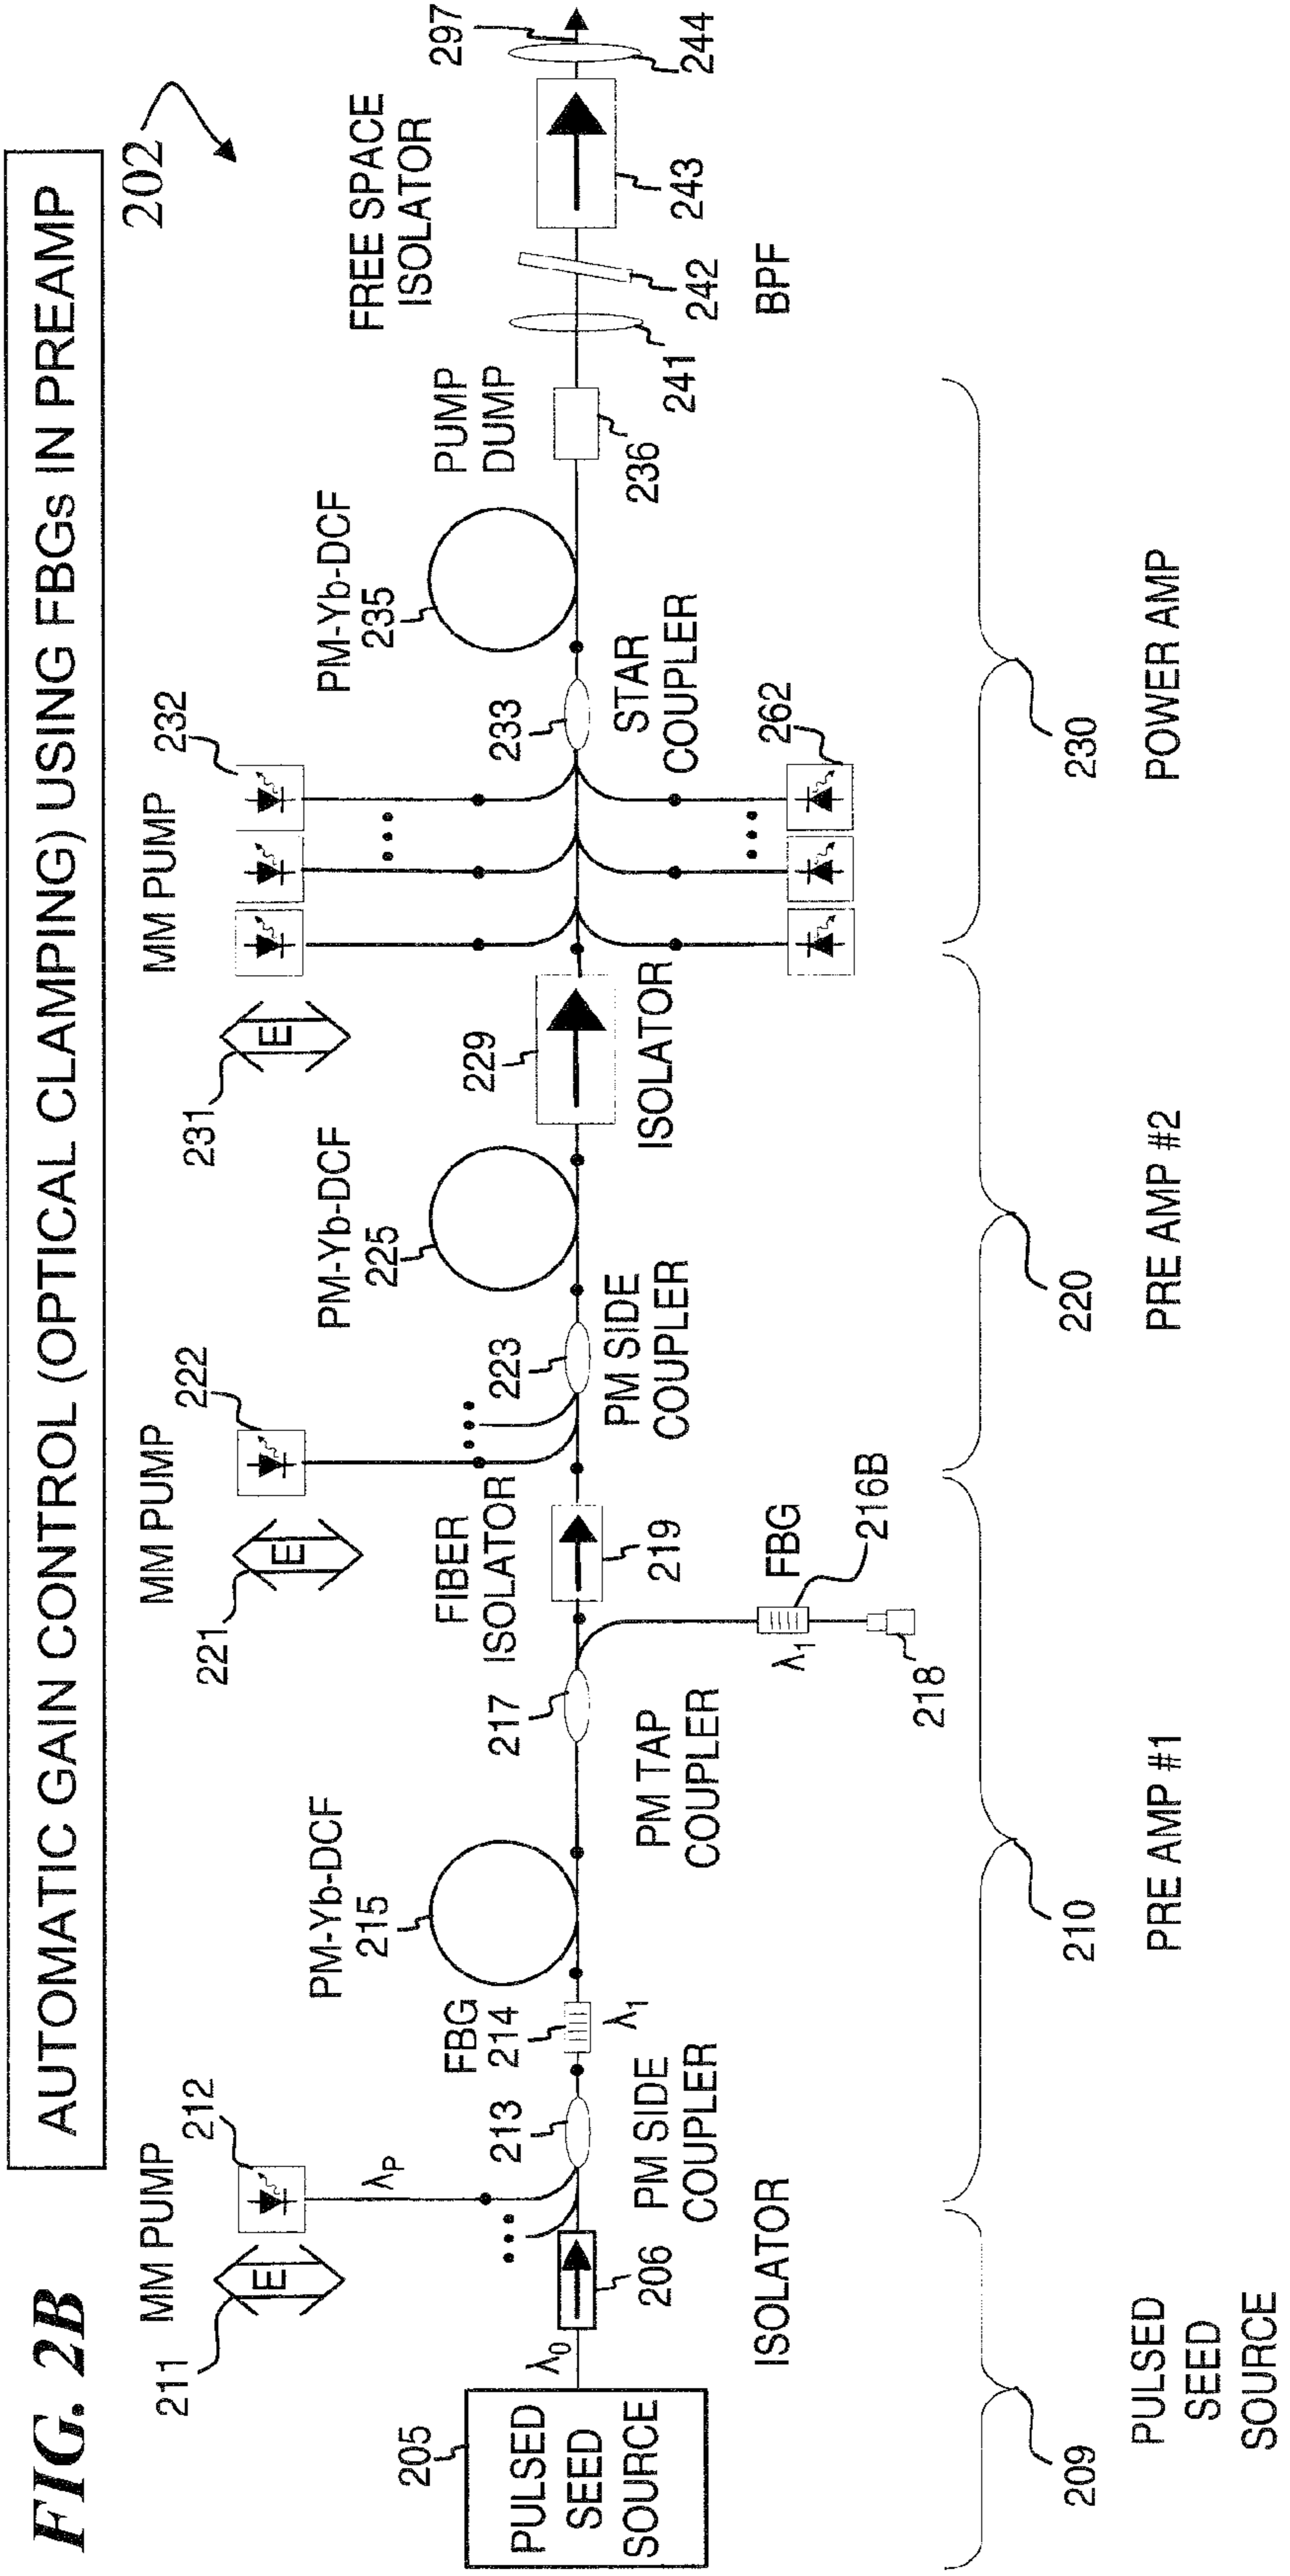 FIG. 2B
AUTOMATIC GAIN CONTROL (OPTICAL CLAMPING) USING FBGs IN PREAMP
202
205
PULSED
SEED
SOURCE
λ0
206
ISOLATOR
211
E
MM PUMP
212
λP
213
PM SIDE
COUPLER
FBG
214
λ1
PM-Yb-DCF
215
217
PM TAP
COUPLER
FIBER
ISOLATOR
219
FBG
216B
λ1
218
221
E
MM PUMP
222
223
PM SIDE
COUPLER
PM-Yb-DCF
225
229
ISOLATOR
231
E
MM PUMP
232
262
233
STAR
COUPLER
PM-Yb-DCF
235
PUMP
DUMP
236
241
242
BPF
FREE SPACE
ISOLATOR
243
244
297
209
PULSED
SEED
SOURCE
210
PRE AMP #1
220
PRE AMP #2
230
POWER AMP